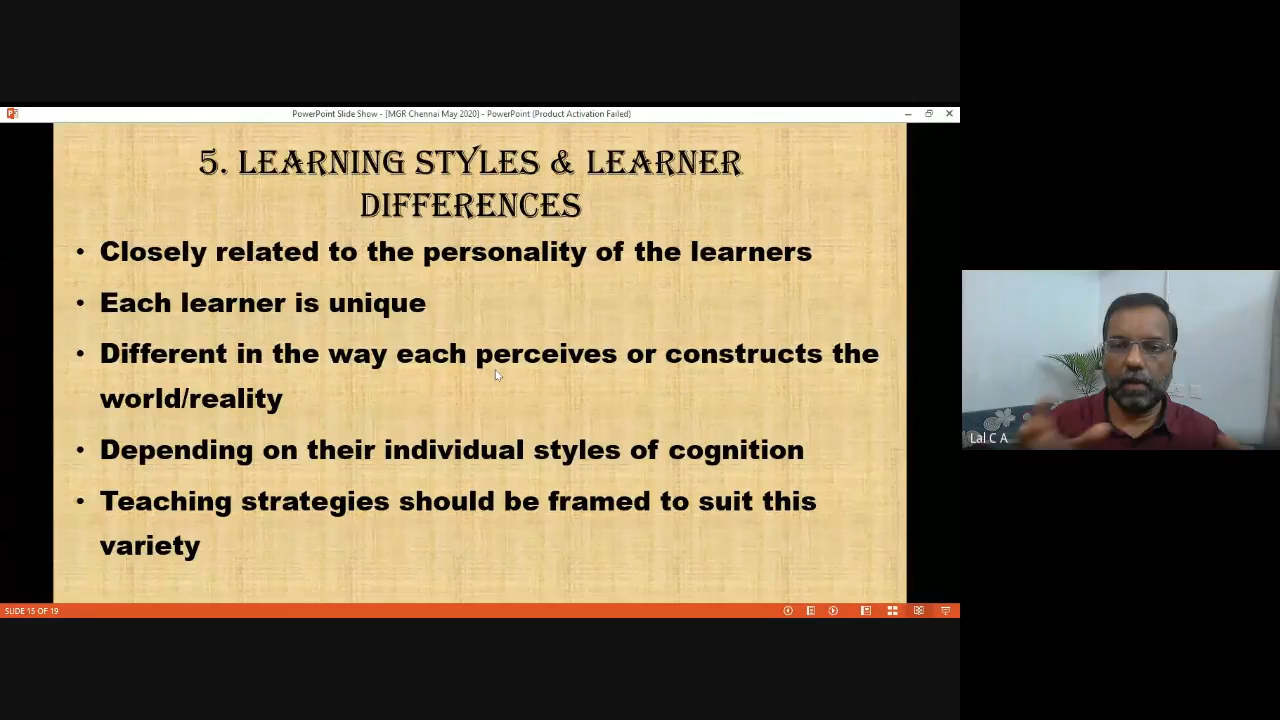 PowerPoint Slide Show - [MGR Chennai May 2020] - PowerPoint (Product Activation Failed)
5. LEARNING STYLES & LEARNER
DIFFERENCES
• Closely related to the personality of the learners
• Each learner is unique
• Different in the way each perceives or constructs the
world/reality
• Depending on their individual styles of cognition
• Teaching strategies should be framed to suit this
variety
SLIDE 15 OF 19
Lal C A